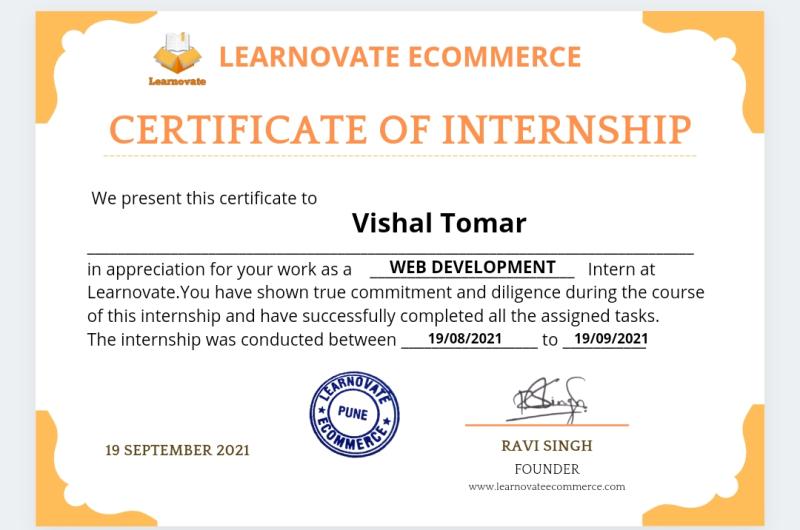 Learnovate
LEARNOVATE ECOMMERCE
CERTIFICATE OF INTERNSHIP
We present this certificate to
Vishal Tomar
in appreciation for your work as a WEB DEVELOPMENT Intern at
Learnovate.You have shown true commitment and diligence during the course
of this internship and have successfully completed all the assigned tasks.
The internship was conducted between 19/08/2021 to 19/09/2021
LEARNOVATE
PUNE
ECOMMERCE
19 SEPTEMBER 2021
RAVI SINGH
FOUNDER
www.learnovateecommerce.com